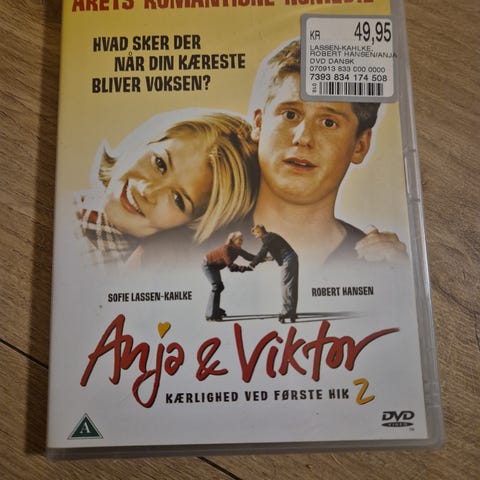 ÅRETS ROMANTISKE KOMEDIE
HVAD SKER DER
NÅR DIN KÆRESTE
BLIVER VOKSEN?
KR 49,95
LASSEN-KAHLKE,
ROBERT HANSEN/ANJA
DVD DANSK
070913 833 000 0000
7393 834 174 508
SOFIE LASSEN-KAHLKE
ROBERT HANSEN
Anja & Viktor
KÆRLIGHED VED FØRSTE HIK 2
A
DVD
VIDEO